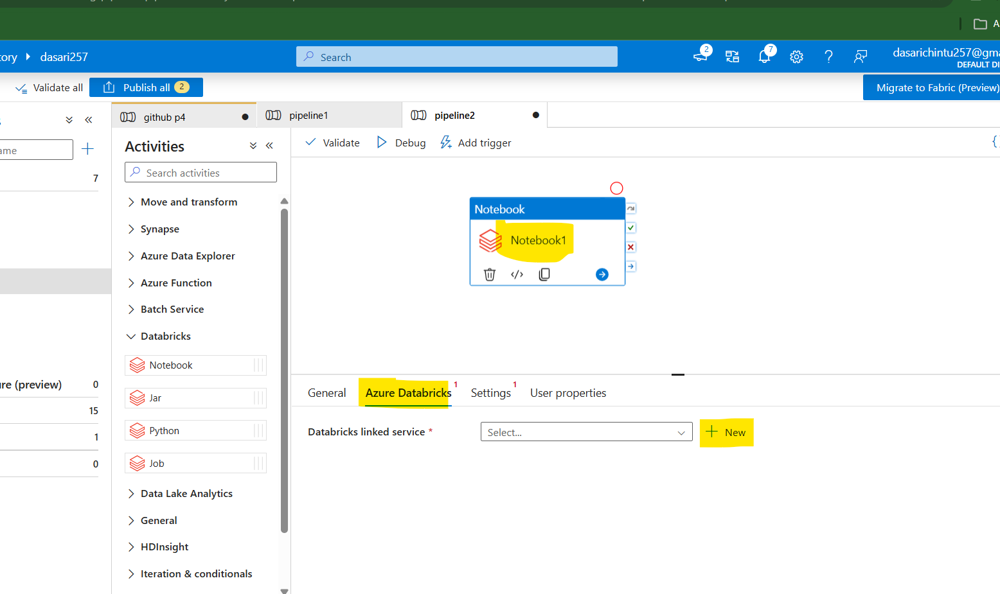 dasari257
Search
2
7
dasarichintu257@gma
DEFAULT DI
Validate all
Publish all 2
Migrate to Fabric (Preview)
github p4
pipeline1
pipeline2
Activities
Validate
Debug
Add trigger
Search activities
7
Move and transform
Synapse
Azure Data Explorer
Azure Function
Batch Service
Databricks
Notebook
Jar
Python
Job
Data Lake Analytics
General
HDInsight
Iteration & conditionals
(preview) 0
15
1
0
Notebook
Notebook1
General
Azure Databricks 1
Settings 1
User properties
Databricks linked service *
Select...
New